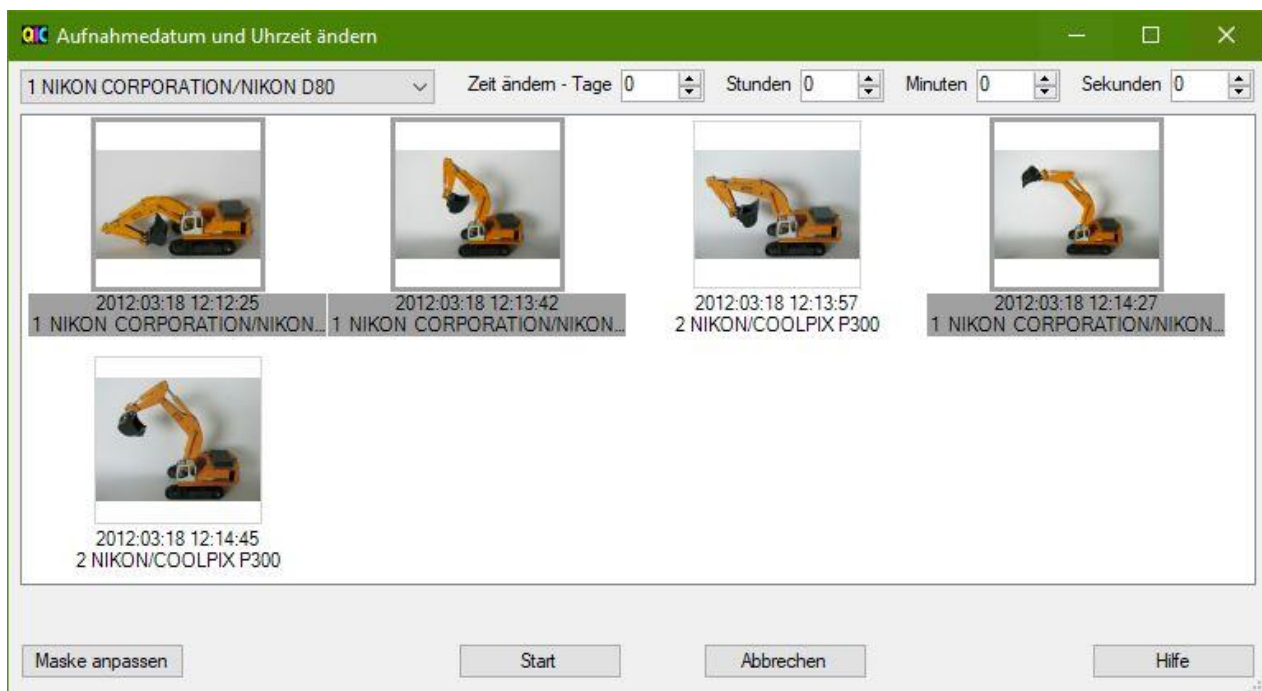 QIC Aufnahmedatum und Uhrzeit ändern
1 NIKON CORPORATION/NIKON D80 Zeit ändern - Tage 0 Stunden 0 Minuten 0 Sekunden 0
2012:03:18 12:12:25 2012:03:18 12:13:42 2012:03:18 12:13:57 2012:03:18 12:14:27
1 NIKON CORPORATION/NIKON... 1 NIKON CORPORATION/NIKON... 2 NIKON/COOLPIX P300 1 NIKON CORPORATION/NIKON...
2012:03:18 12:14:45
2 NIKON/COOLPIX P300
Maske anpassen Start Abbrechen Hilfe